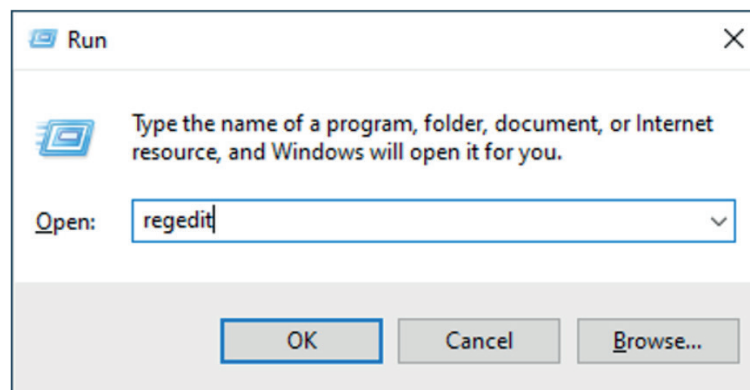 Run
Type the name of a program, folder, document, or Internet
resource, and Windows will open it for you.
Open: regedit
OK Cancel Browse...